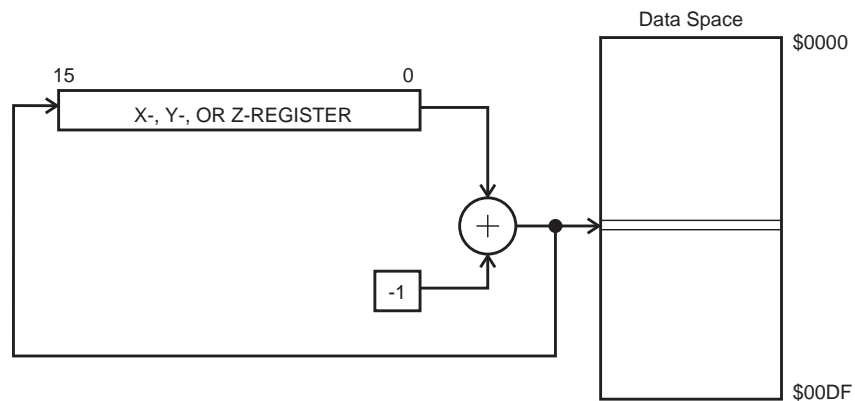 Data Space
$0000
15 0
X-, Y-, OR Z-REGISTER
+
-1
$00DF